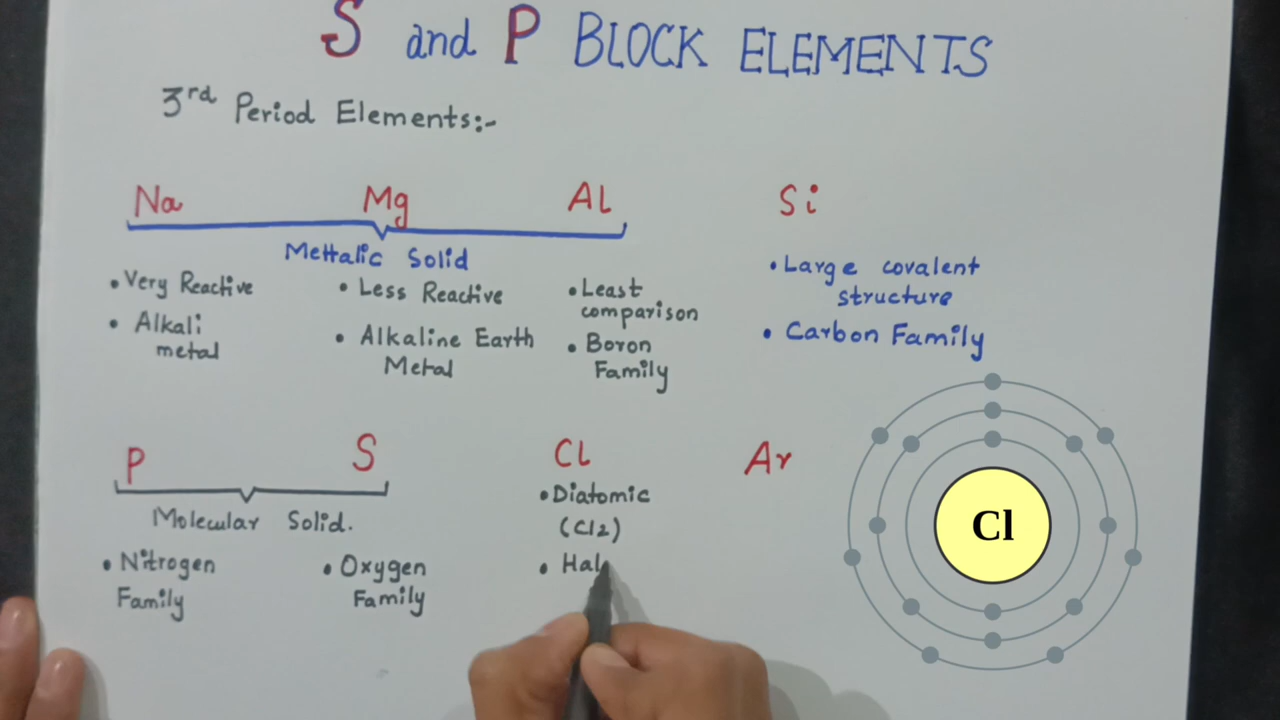 S and P BLOCK ELEMENTS
3rd Period Elements:-
Na Mg Al Si
Mettalic Solid
• Very Reactive
• Alkali
metal
• Less Reactive
• Alkaline Earth
Metal
• Least
comparison
• Boron
Family
• Large covalent
structure
• Carbon Family
P S Cl Ar
Molecular Solid.
• Nitrogen
Family
• Oxygen
Family
• Diatomic
(Cl2)
• Hal
Cl